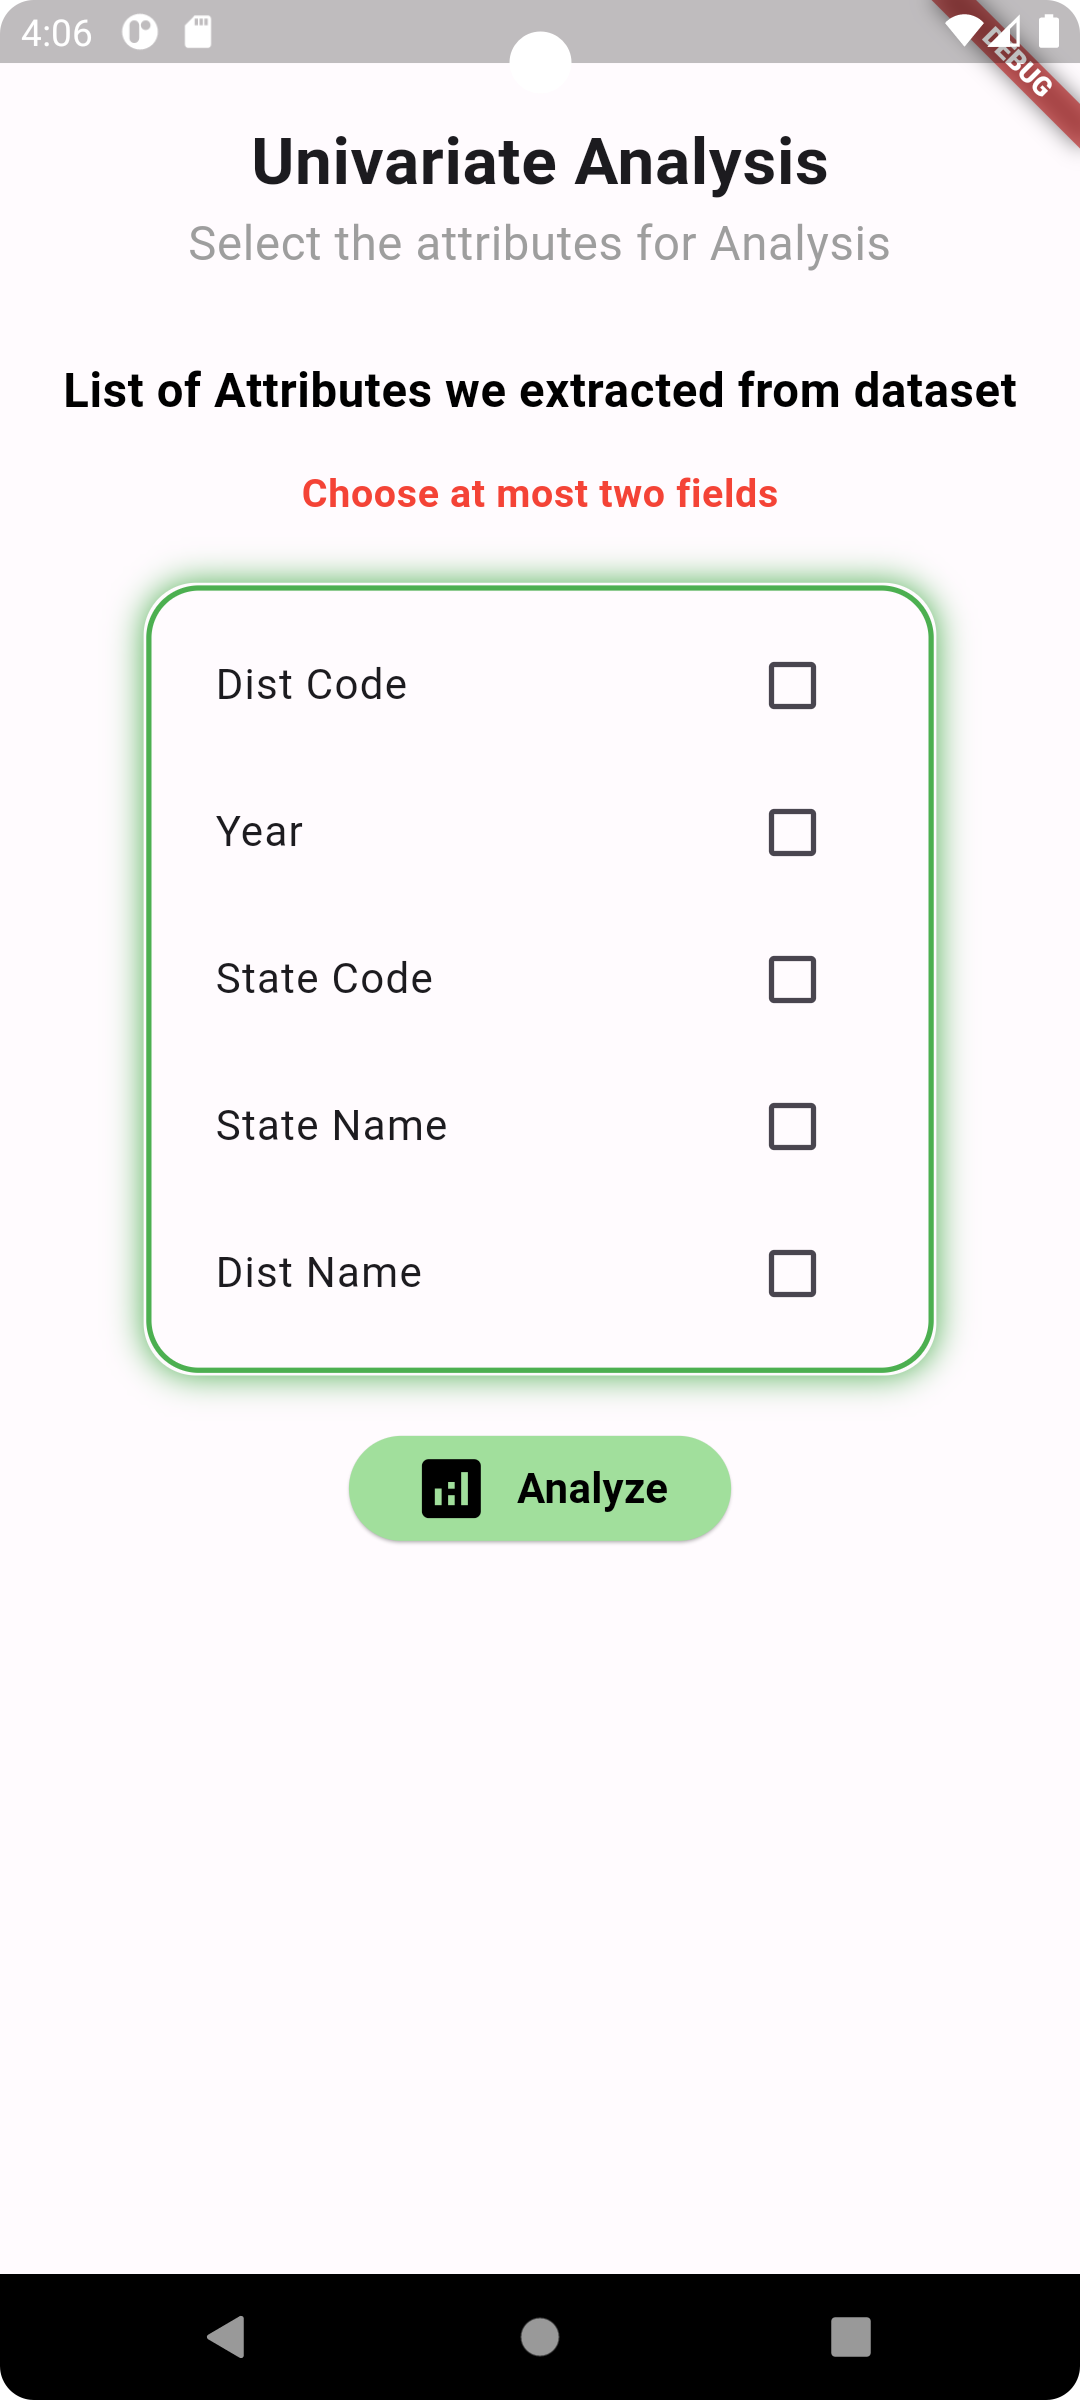 4:06
DEBUG
Univariate Analysis
Select the attributes for Analysis
List of Attributes we extracted from dataset
Choose at most two fields
Dist Code
Year
State Code
State Name
Dist Name
Analyze